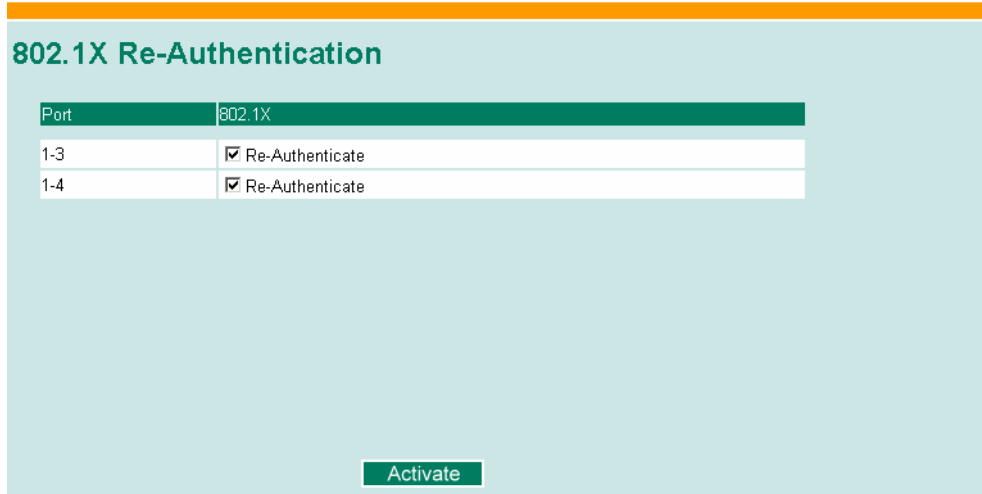 802.1X Re-Authentication
Port 802.1X
1-3 Re-Authenticate
1-4 Re-Authenticate
Activate